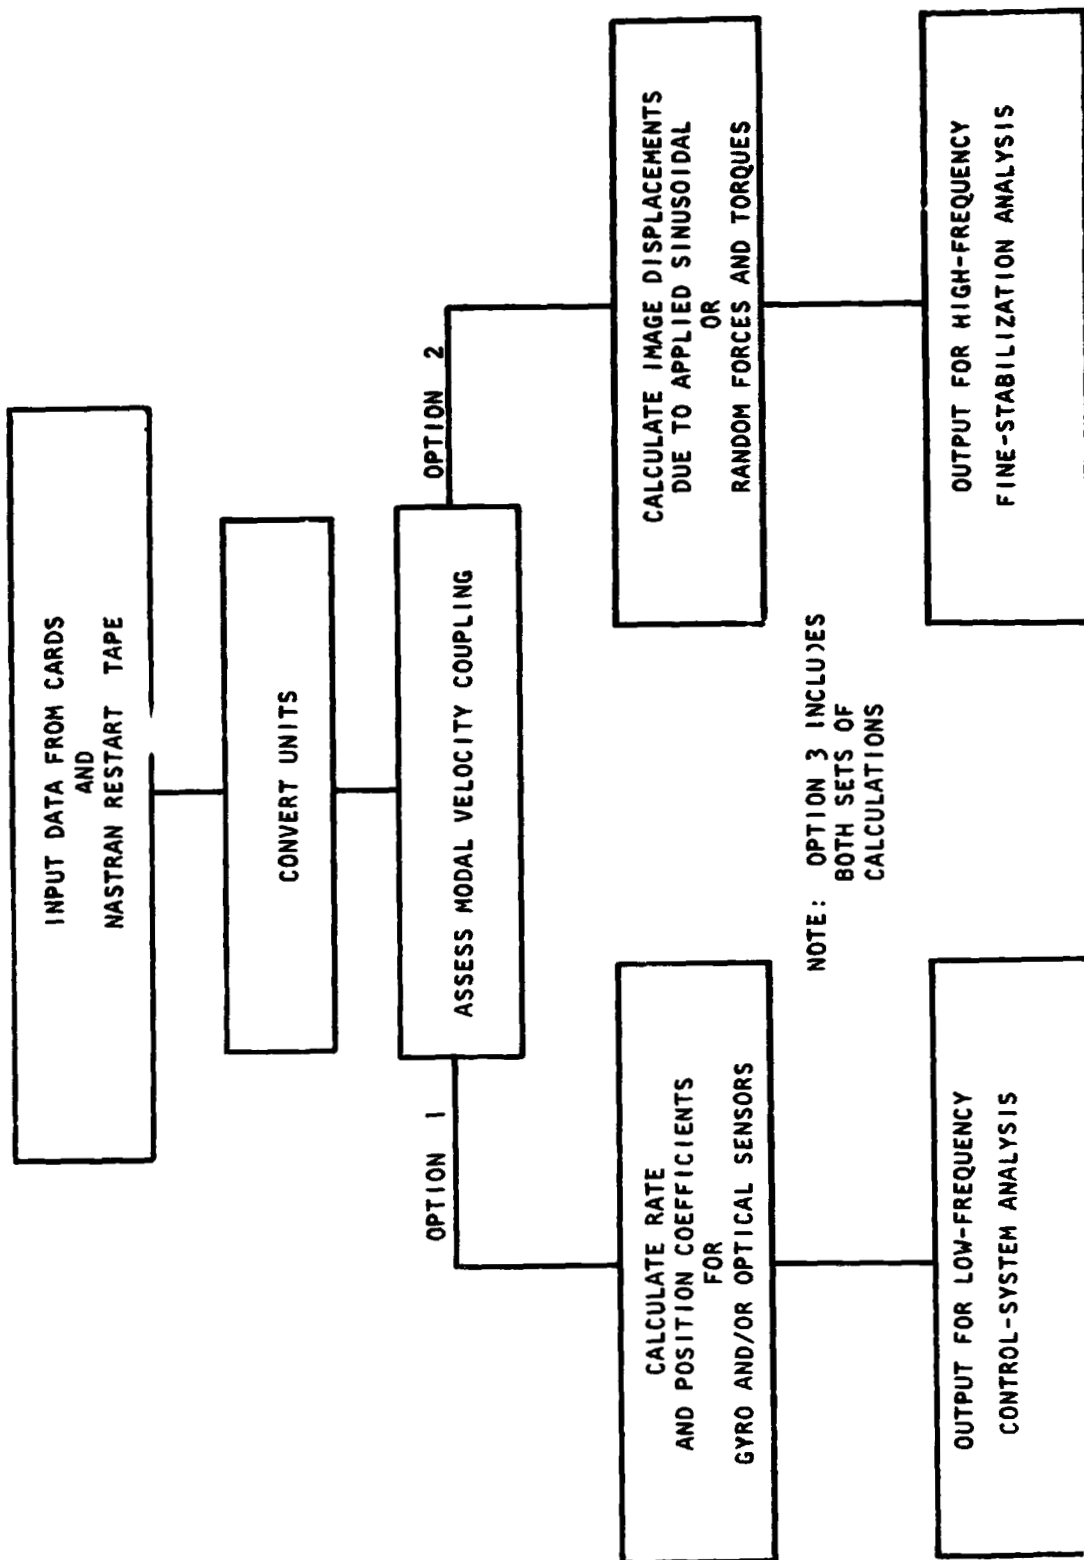 INPUT DATA FROM CARDS
AND
NASTRAN RESTART TAPE
CONVERT UNITS
ASSESS MODAL VELOCITY COUPLING
OPTION 1
OPTION 2
CALCULATE RATE
AND POSITION COEFFICIENTS
FOR
GYRO AND/OR OPTICAL SENSORS
CALCULATE IMAGE DISPLACEMENTS
DUE TO APPLIED SINUSOIDAL
OR
RANDOM FORCES AND TORQUES
NOTE: OPTION 3 INCLUDES
BOTH SETS OF
CALCULATIONS
OUTPUT FOR LOW-FREQUENCY
CONTROL-SYSTEM ANALYSIS
OUTPUT FOR HIGH-FREQUENCY
FINE-STABILIZATION ANALYSIS